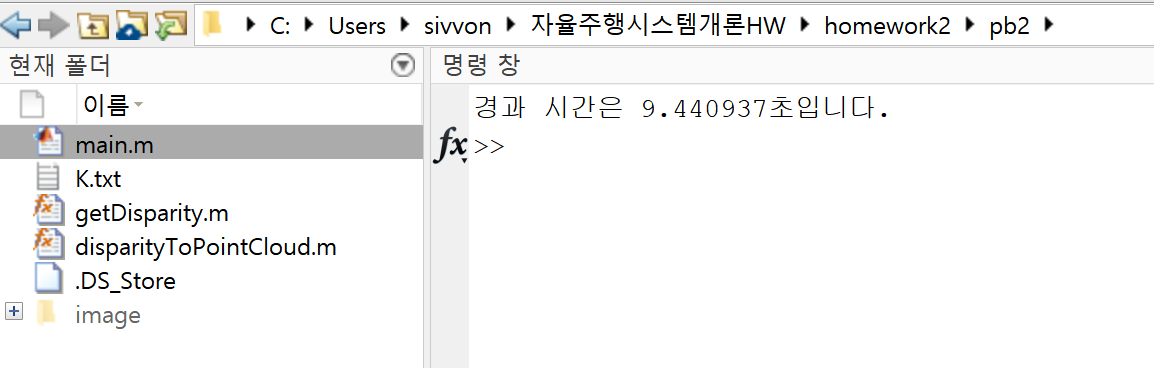 C: Users sivvon 자율주행시스템개론HW homework2 pb2
현재 폴더
명령 창
이름
경과 시간은 9.440937초입니다.
main.m
fx >>
K.txt
getDisparity.m
disparityToPointCloud.m
.DS_Store
image